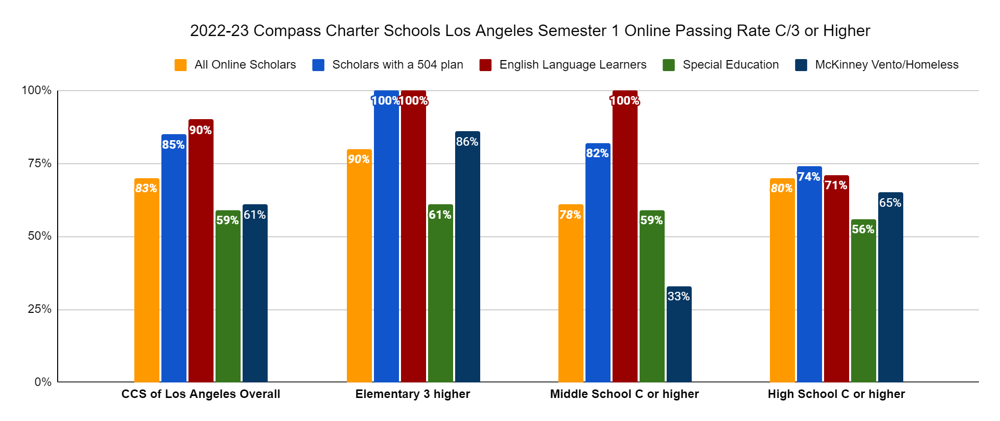 2022-23 Compass Charter Schools Los Angeles Semester 1 Online Passing Rate C/3 or Higher
All Online Scholars Scholars with a 504 plan English Language Learners Special Education McKinney Vento/Homeless
100%
75%
50%
25%
0%
83% 85% 90% 59% 61%
90% 100% 100% 61% 86%
78% 82% 100% 59% 33%
80% 74% 71% 56% 65%
CCS of Los Angeles Overall Elementary 3 higher Middle School C or higher High School C or higher